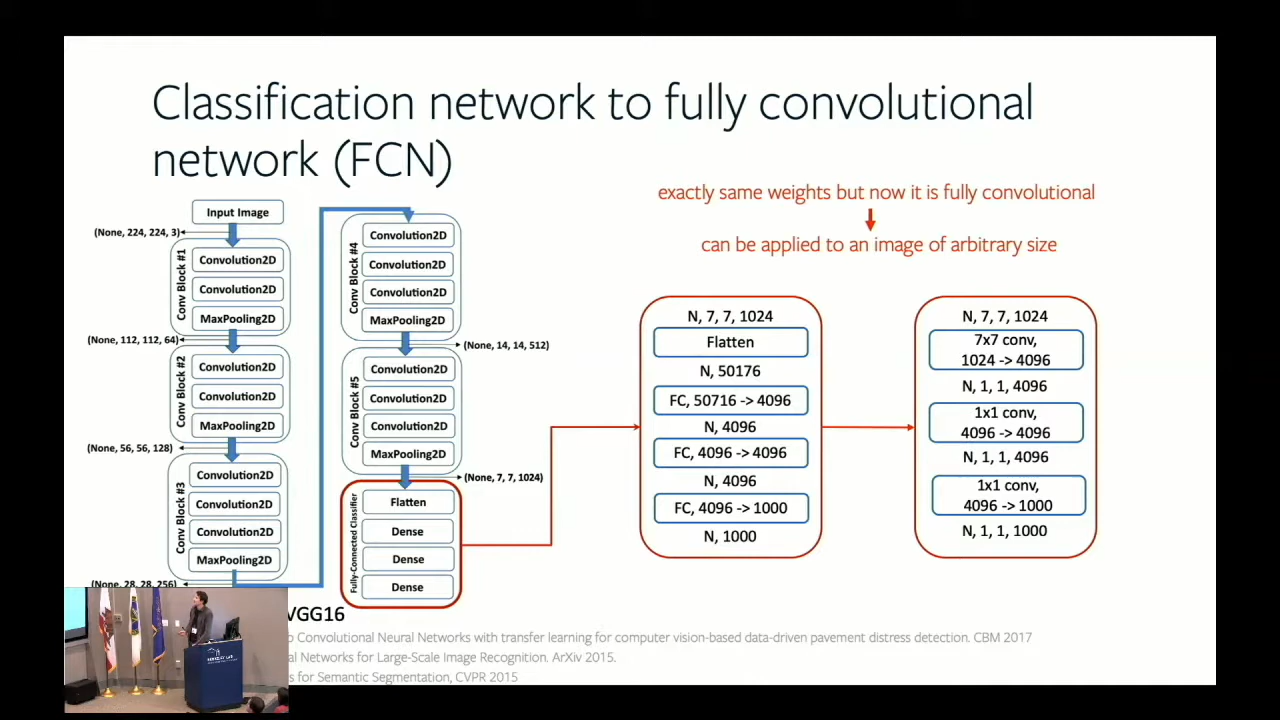 Classification network to fully convolutional
network (FCN)
exactly same weights but now it is fully convolutional
can be applied to an image of arbitrary size
Input Image
(None, 224, 224, 3)
Conv Block #1
Convolution2D
Convolution2D
MaxPooling2D
(None, 112, 112, 64)
Conv Block #2
Convolution2D
Convolution2D
MaxPooling2D
(None, 56, 56, 128)
Conv Block #3
Convolution2D
Convolution2D
Convolution2D
MaxPooling2D
(None, 28, 28, 256)
Conv Block #4
Convolution2D
Convolution2D
Convolution2D
MaxPooling2D
(None, 14, 14, 512)
Conv Block #5
Convolution2D
Convolution2D
Convolution2D
MaxPooling2D
(None, 7, 7, 1024)
Fully-Connected Classifier
Flatten
Dense
Dense
Dense
N, 7, 7, 1024
Flatten
N, 50176
FC, 50716 -> 4096
N, 4096
FC, 4096 -> 4096
N, 4096
FC, 4096 -> 1000
N, 1000
N, 7, 7, 1024
7x7 conv,
1024 -> 4096
N, 1, 1, 4096
1x1 conv,
4096 -> 4096
N, 1, 1, 4096
1x1 conv,
4096 -> 1000
N, 1, 1, 1000
VGG16
Convolutional Neural Networks with transfer learning for computer vision-based data-driven pavement distress detection. CBM 2017
Networks for Large-Scale Image Recognition. ArXiv 2015.
for Semantic Segmentation, CVPR 2015
BERKELEY LAB